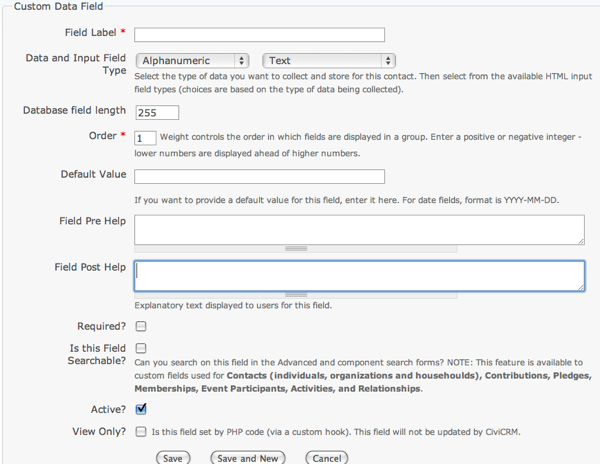 Custom Data Field
Field Label *
Data and Input Field Type Alphanumeric Text
Select the type of data you want to collect and store for this contact. Then select from the available HTML input
field types (choices are based on the type of data being collected).
Database field length 255
Order * 1 Weight controls the order in which fields are displayed in a group. Enter a positive or negative integer -
lower numbers are displayed ahead of higher numbers.
Default Value
If you want to provide a default value for this field, enter it here. For date fields, format is YYYY-MM-DD.
Field Pre Help
Field Post Help
Explanatory text displayed to users for this field.
Required?
Is this Field
Searchable?
Can you search on this field in the Advanced and component search forms? NOTE: This feature is available to
custom fields used for Contacts (individuals, organizations and househoulds), Contributions, Pledges,
Memberships, Event Participants, Activities, and Relationships.
Active?
View Only? Is this field set by PHP code (via a custom hook). This field will not be updated by CiviCRM.
Save Save and New Cancel